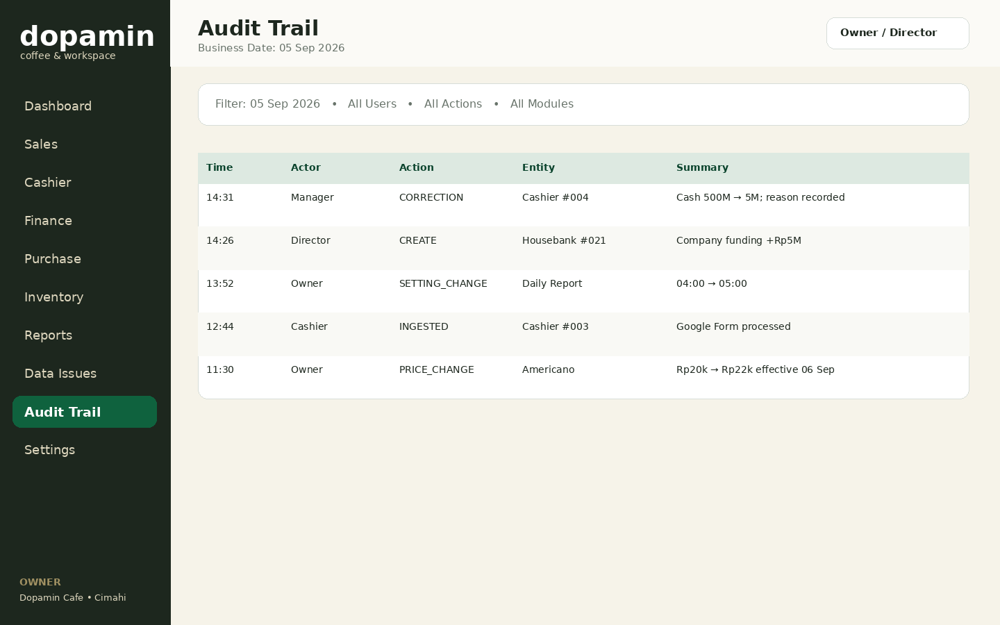 dopamin
coffee & workspace
Dashboard
Sales
Cashier
Finance
Purchase
Inventory
Reports
Data Issues
Audit Trail
Settings
OWNER
Dopamin Cafe • Cimahi
Audit Trail
Business Date: 05 Sep 2026
Owner / Director
Filter: 05 Sep 2026 • All Users • All Actions • All Modules
Time Actor Action Entity Summary
14:31 Manager CORRECTION Cashier #004 Cash 500M → 5M; reason recorded
14:26 Director CREATE Housebank #021 Company funding +Rp5M
13:52 Owner SETTING_CHANGE Daily Report 04:00 → 05:00
12:44 Cashier INGESTED Cashier #003 Google Form processed
11:30 Owner PRICE_CHANGE Americano Rp20k → Rp22k effective 06 Sep